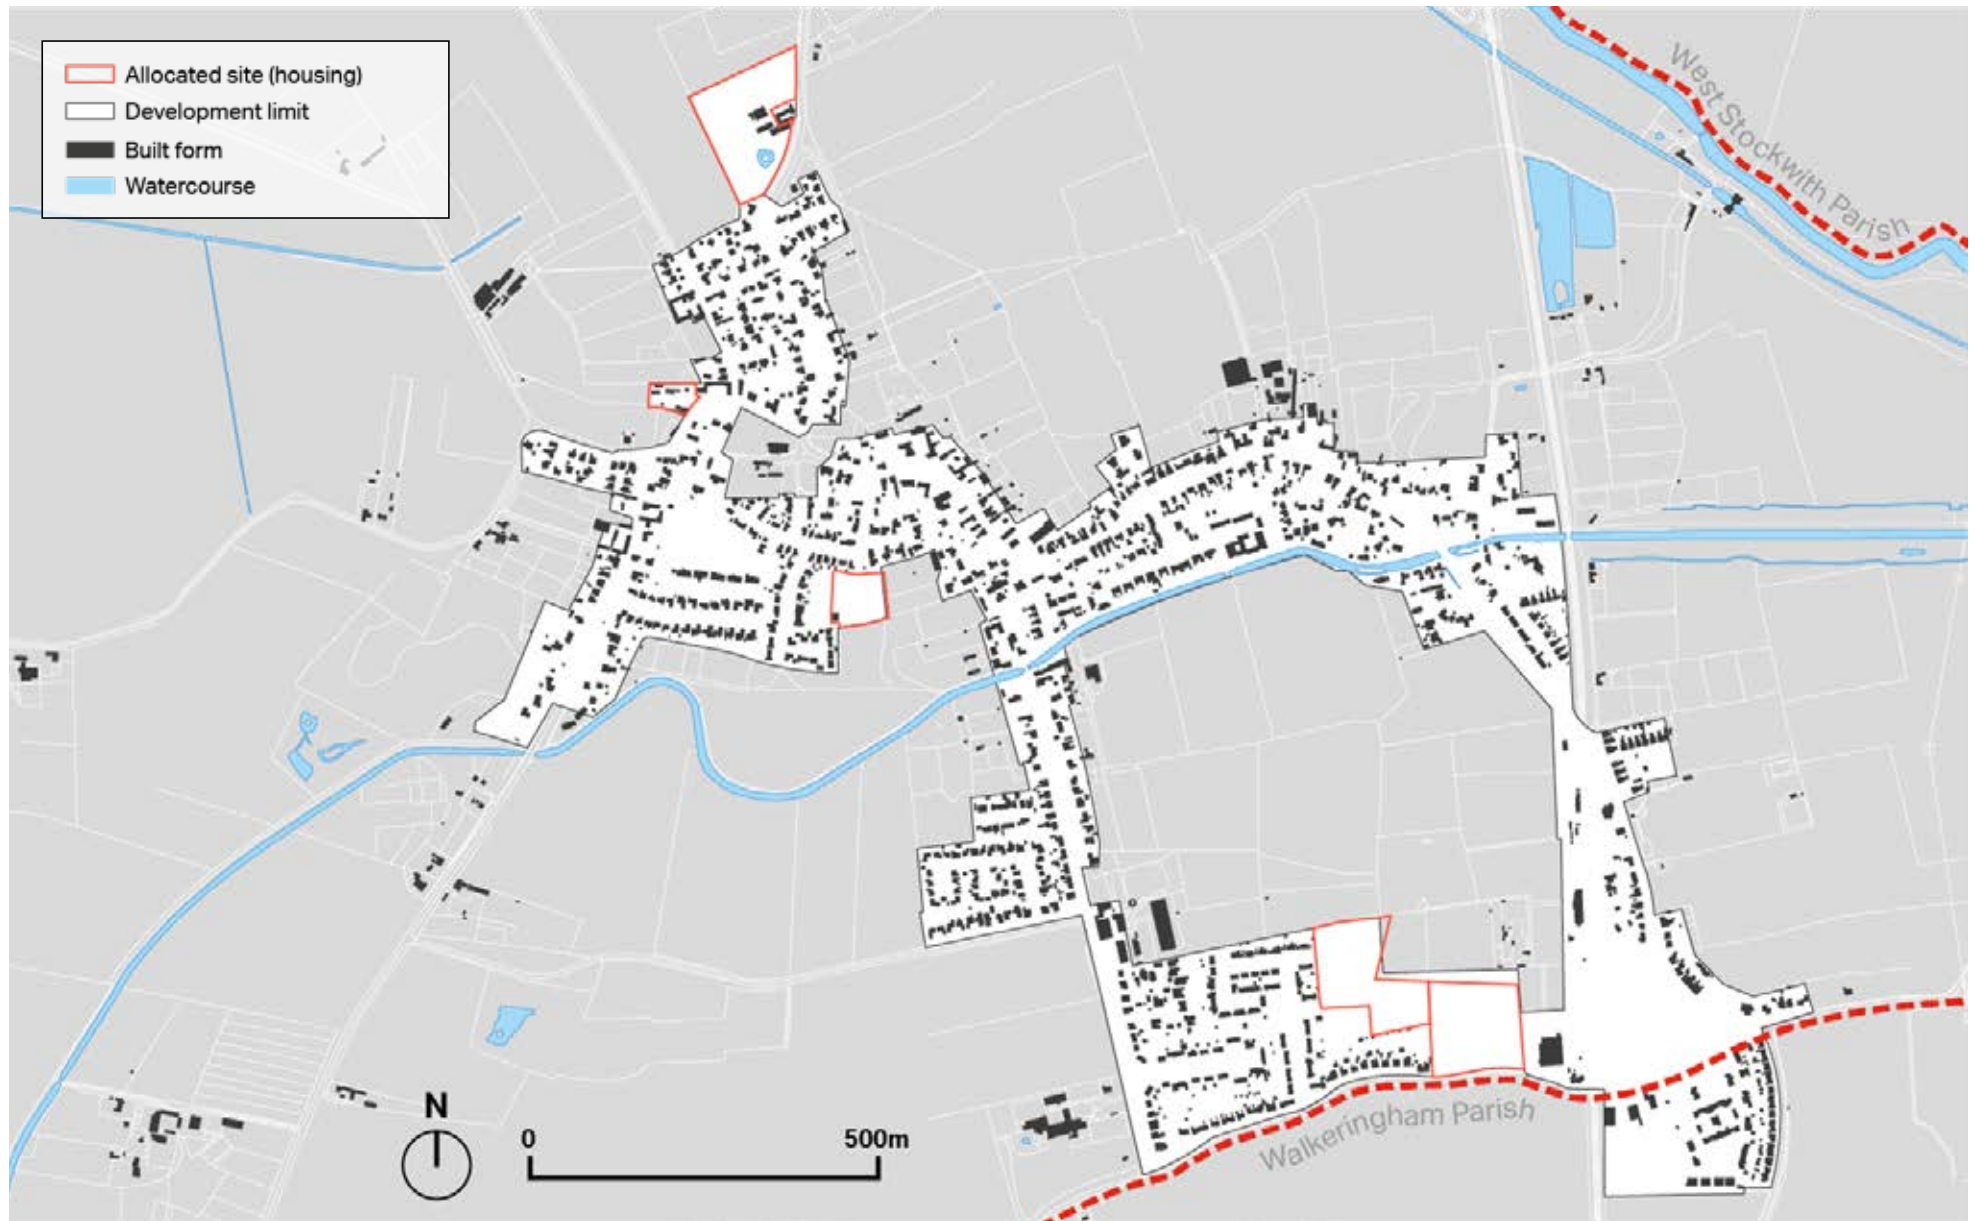 Allocated site (housing)
Development limit
Built form
Watercourse
West Stockwith Parish
Walkeringham Parish
N
0
500m